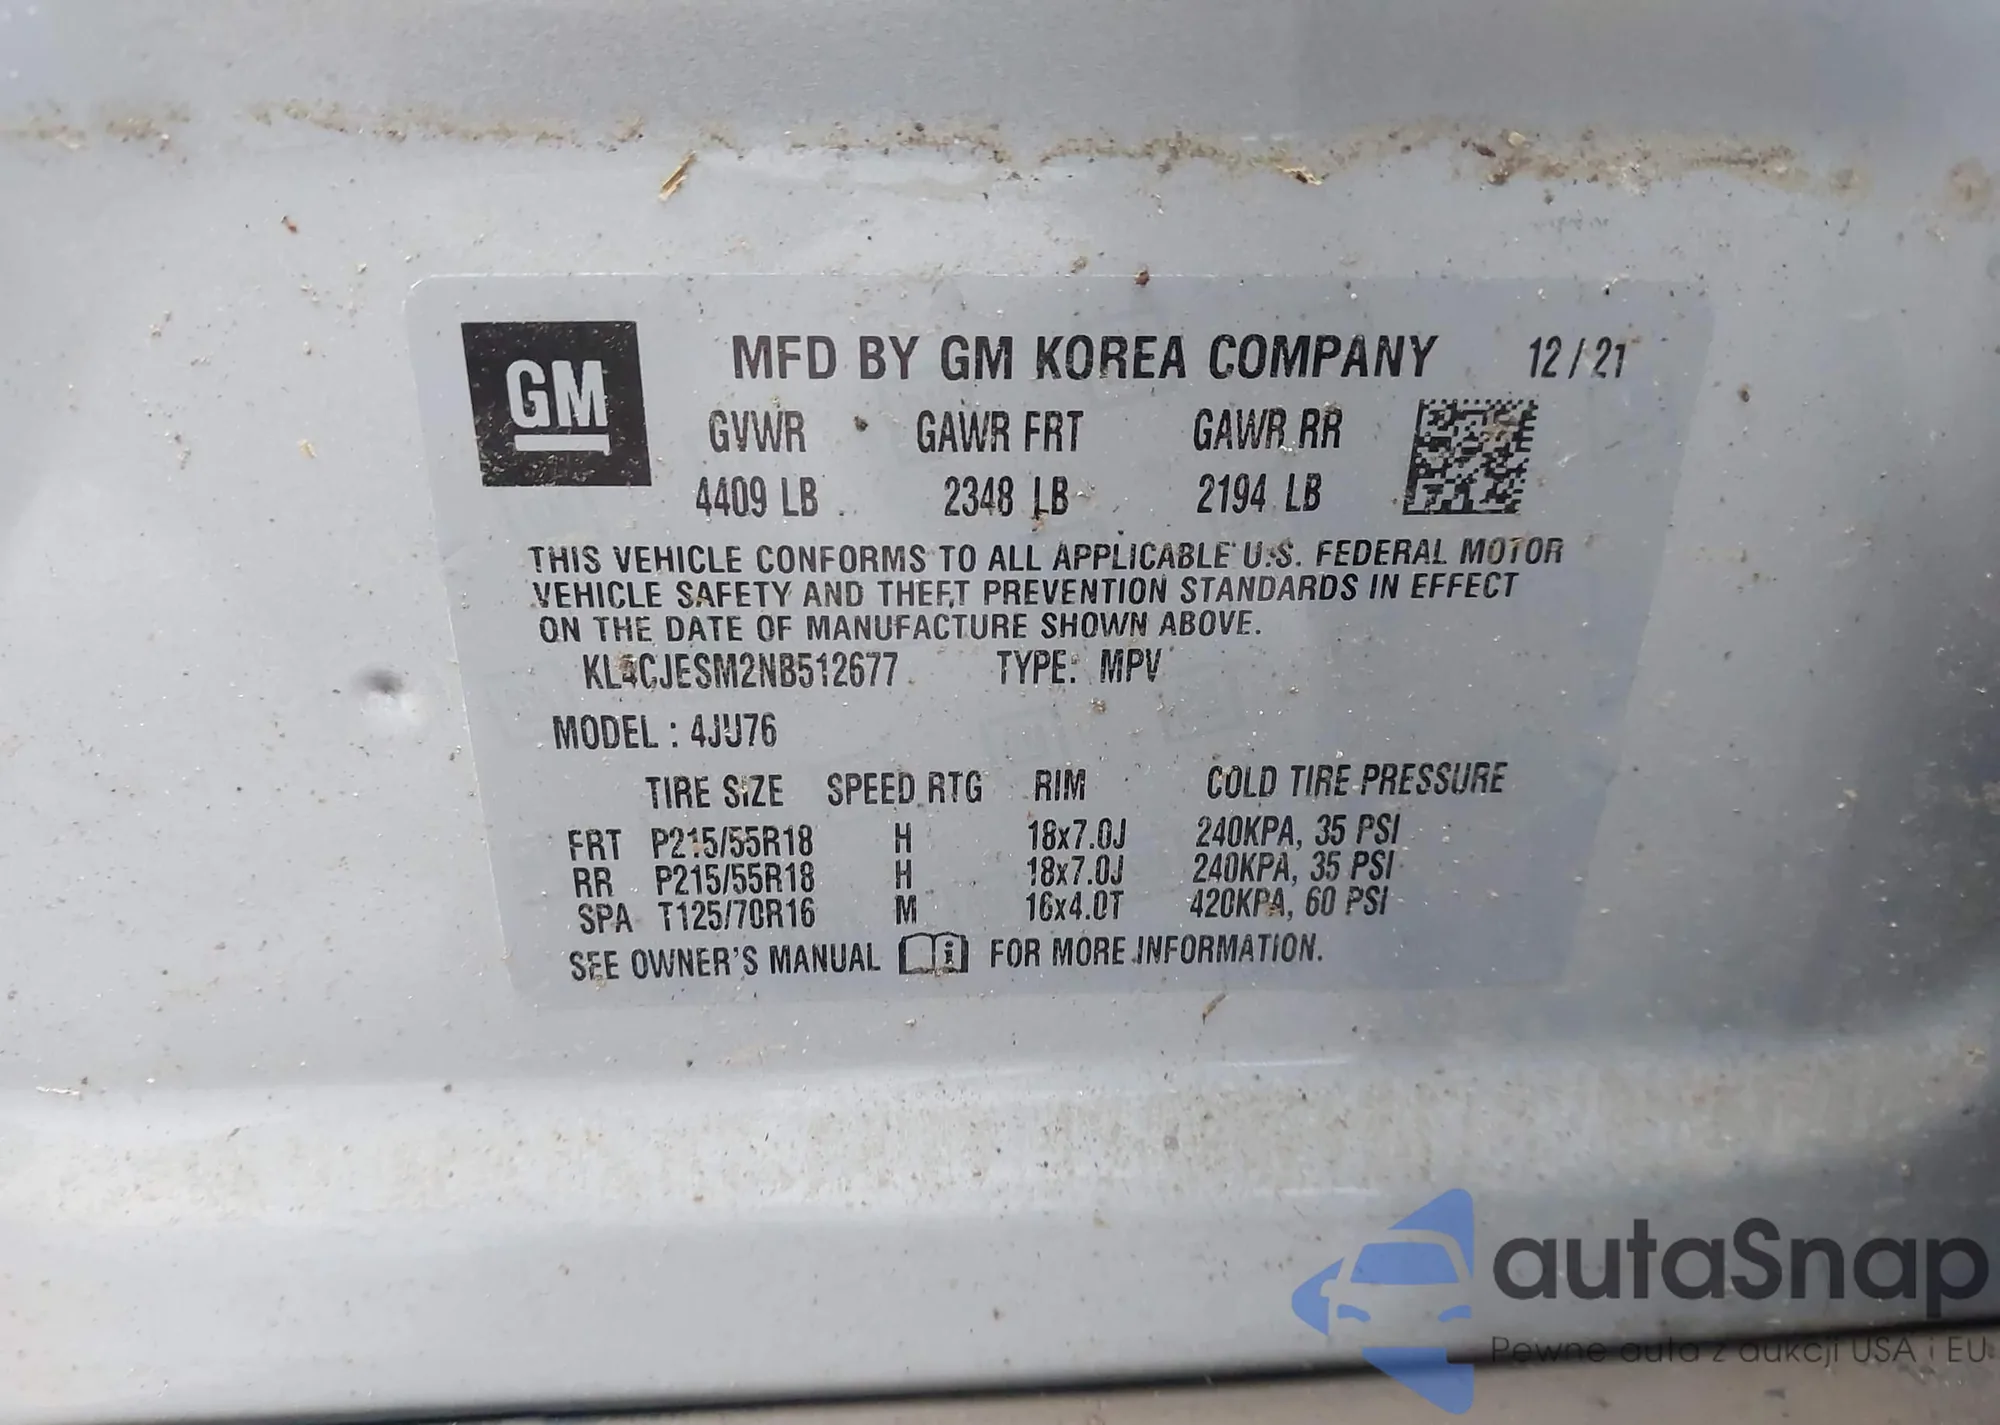 GM
MFD BY GM KOREA COMPANY 12/21
GVWR GAWR FRT GAWR RR
4409 LB 2348 LB 2194 LB
THIS VEHICLE CONFORMS TO ALL APPLICABLE U.S. FEDERAL MOTOR
VEHICLE SAFETY AND THEFT PREVENTION STANDARDS IN EFFECT
ON THE DATE OF MANUFACTURE SHOWN ABOVE.
KL4CJESM2NB512677 TYPE: MPV
MODEL : 4JU76
TIRE SIZE SPEED RTG RIM COLD TIRE PRESSURE
FRT P215/55R18 H 18x7.0J 240KPA, 35 PSI
RR P215/55R18 H 18x7.0J 240KPA, 35 PSI
SPA T125/70R16 M 16x4.0T 420KPA, 60 PSI
SEE OWNER'S MANUAL FOR MORE INFORMATION.
autaSnap
Pewne auta z aukcji USA i EU